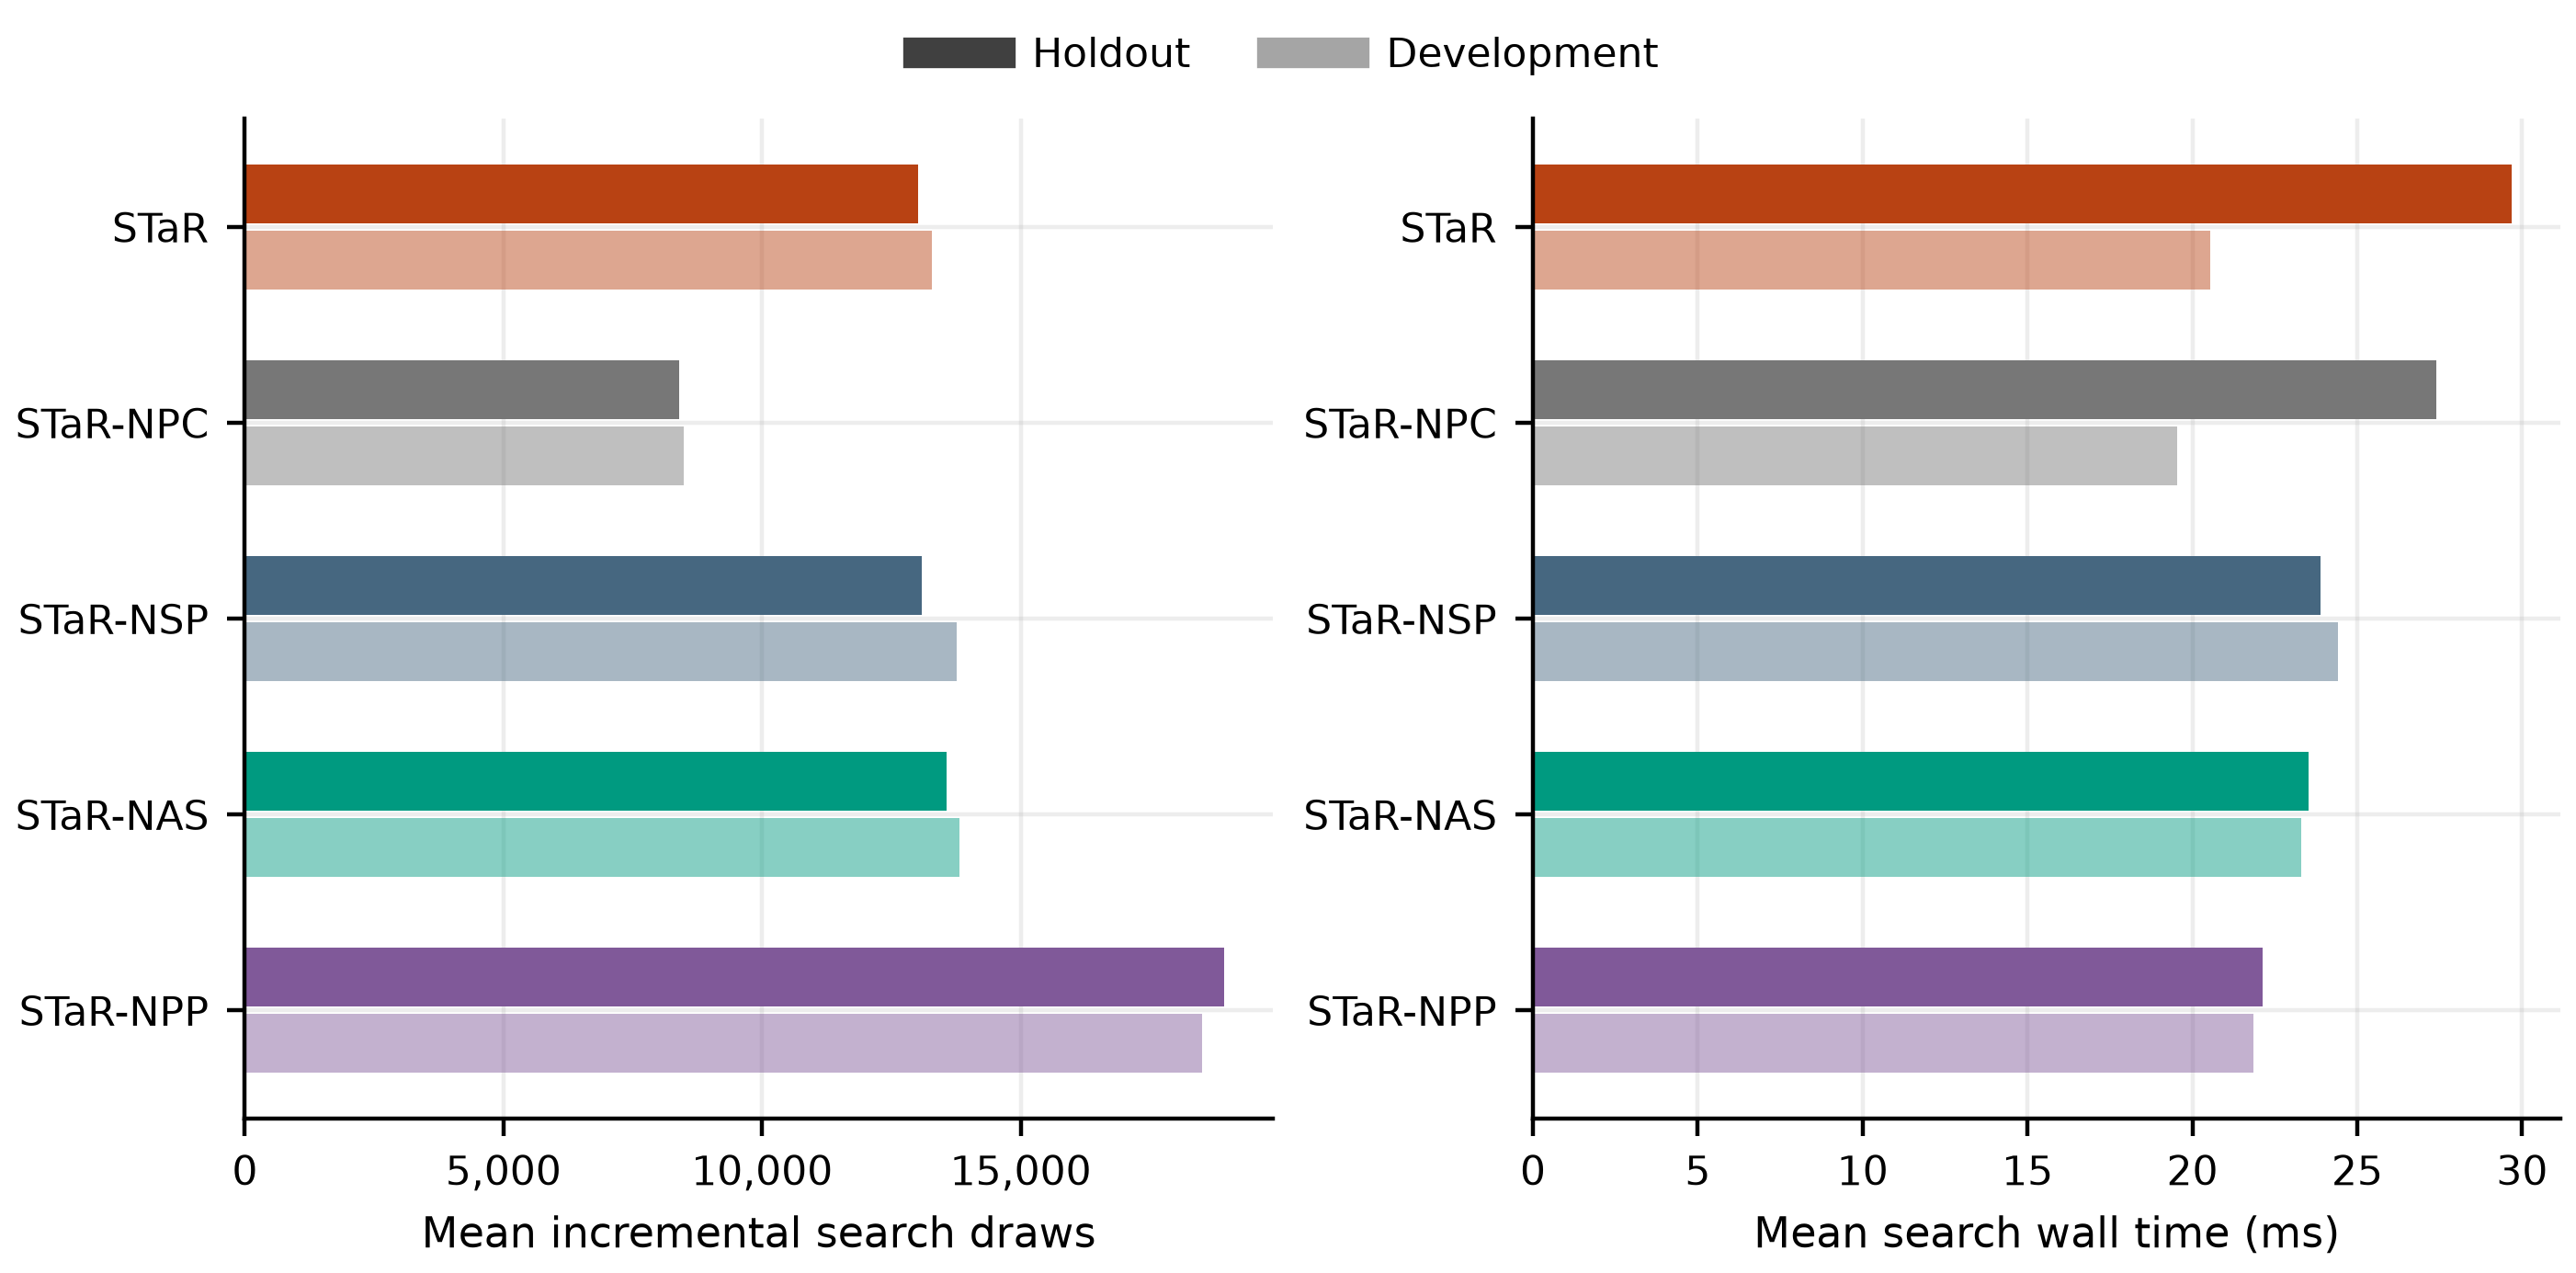 Holdout Development
STaR
STaR-NPC
STaR-NSP
STaR-NAS
STaR-NPP
0 5,000 10,000 15,000
Mean incremental search draws
STaR
STaR-NPC
STaR-NSP
STaR-NAS
STaR-NPP
0 5 10 15 20 25 30
Mean search wall time (ms)